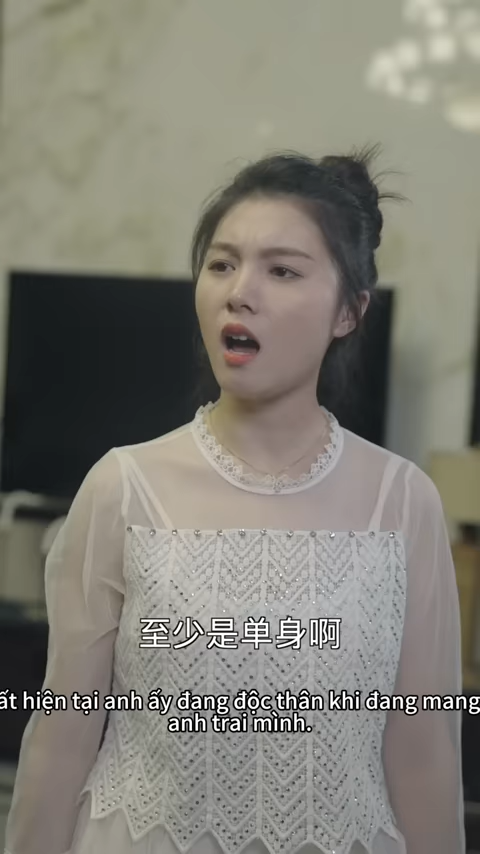 至少是单身啊
ất hiện tại anh ấy đang độc thân khi đang mang
anh trai mình.